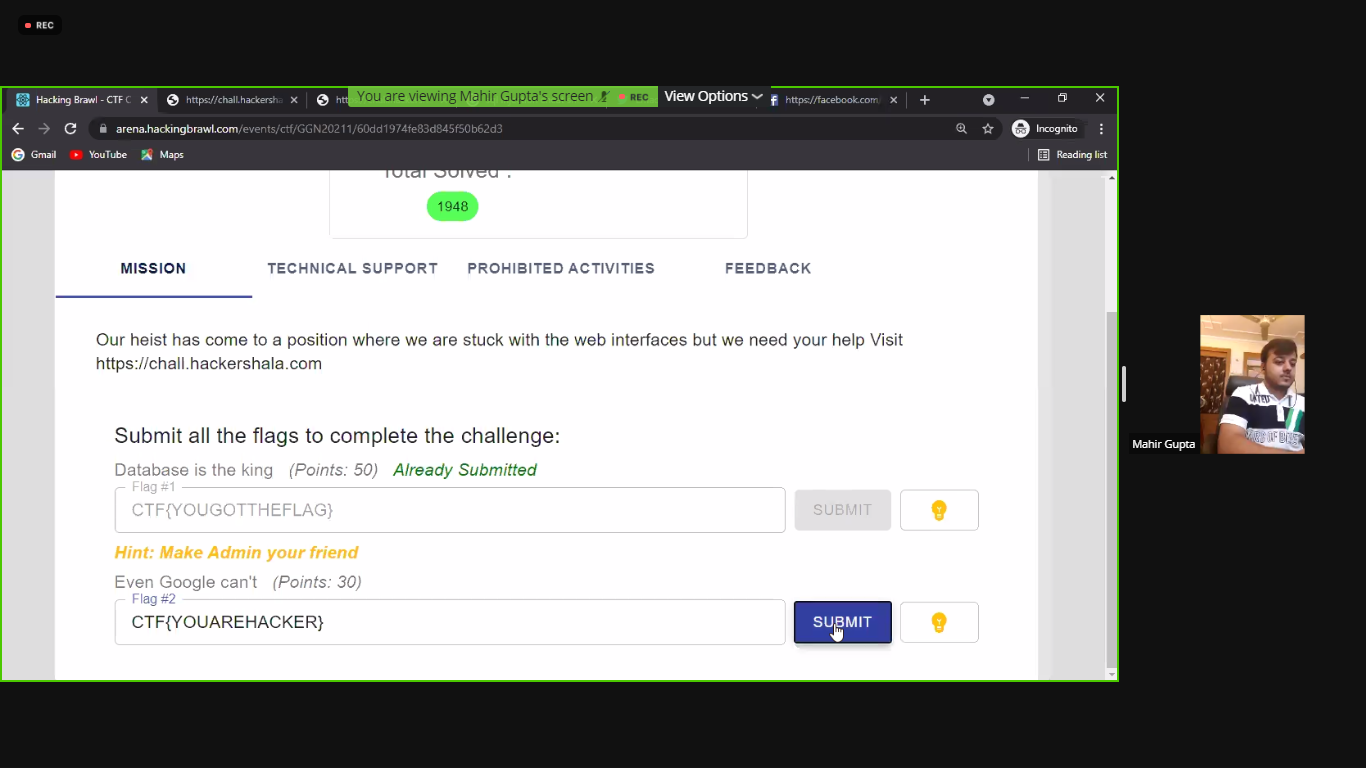 REC
Hacking Brawl - CTF C
https://chall.hackersha
You are viewing Mahir Gupta's screen
REC
View Options
https://facebook.com
arena.hackingbrawl.com/events/ctf/GGN20211/60dd1974fe83d845f50b62d3
Incognito
Gmail
YouTube
Maps
Reading list
Total Solved :
1948
MISSION
TECHNICAL SUPPORT
PROHIBITED ACTIVITIES
FEEDBACK
Our heist has come to a position where we are stuck with the web interfaces but we need your help Visit
https://chall.hackershala.com
Submit all the flags to complete the challenge:
Database is the king (Points: 50) Already Submitted
Flag #1
CTF{YOUGOTTHEFLAG}
SUBMIT
Hint: Make Admin your friend
Even Google can't (Points: 30)
Flag #2
CTF{YOUAREHACKER}
SUBMIT
Mahir Gupta